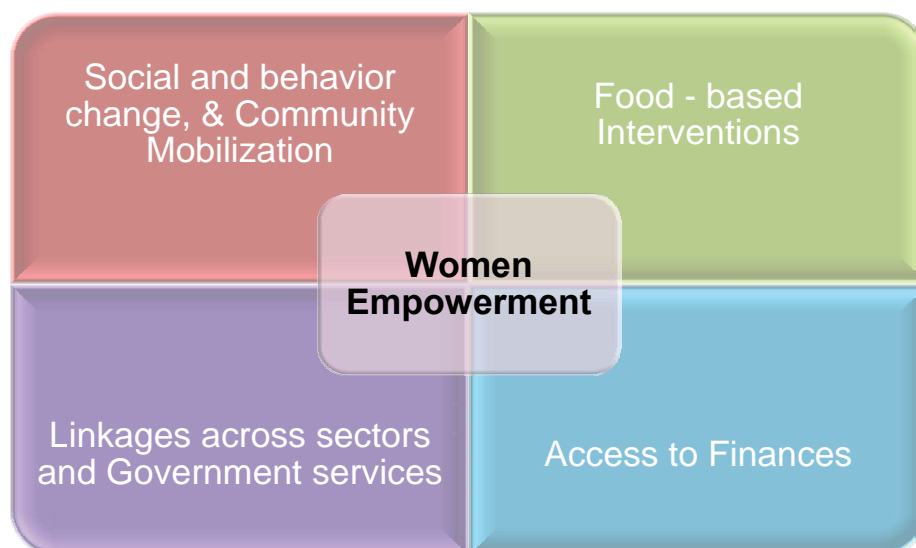 Social and behavior
change, & Community
Mobilization
Food - based
Interventions
Women
Empowerment
Linkages across sectors
and Government services
Access to Finances